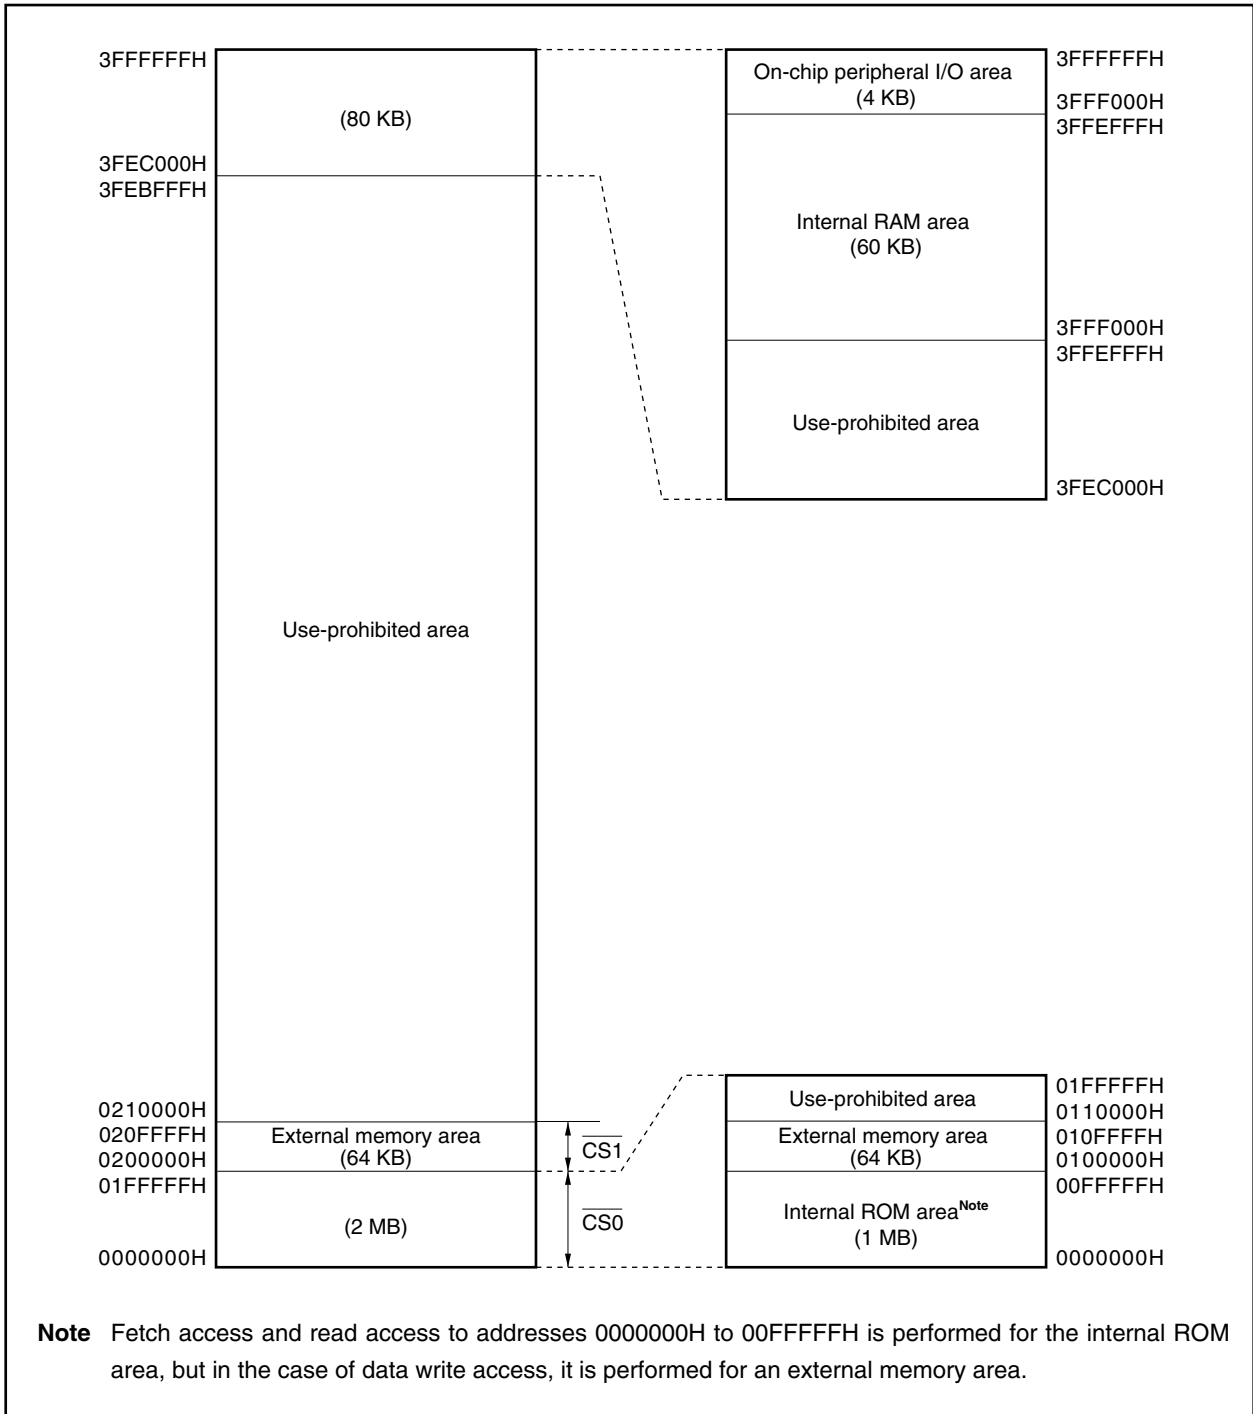 3FFFFFFH
(80 KB)
3FEC000H
3FEBFFFH
Use-prohibited area
0210000H
020FFFFH
0200000H
External memory area
(64 KB)
CS1
01FFFFFH
(2 MB)
CS0
0000000H
On-chip peripheral I/O area
(4 KB)
3FFFFFFH
3FFF000H
3FFEFFFH
Internal RAM area
(60 KB)
3FFF000H
3FFEFFFH
Use-prohibited area
3FEC000H
Use-prohibited area
01FFFFFH
0110000H
External memory area
(64 KB)
010FFFFH
0100000H
00FFFFFH
Internal ROM areaNote
(1 MB)
0000000H
Note Fetch access and read access to addresses 0000000H to 00FFFFFH is performed for the internal ROM
area, but in the case of data write access, it is performed for an external memory area.